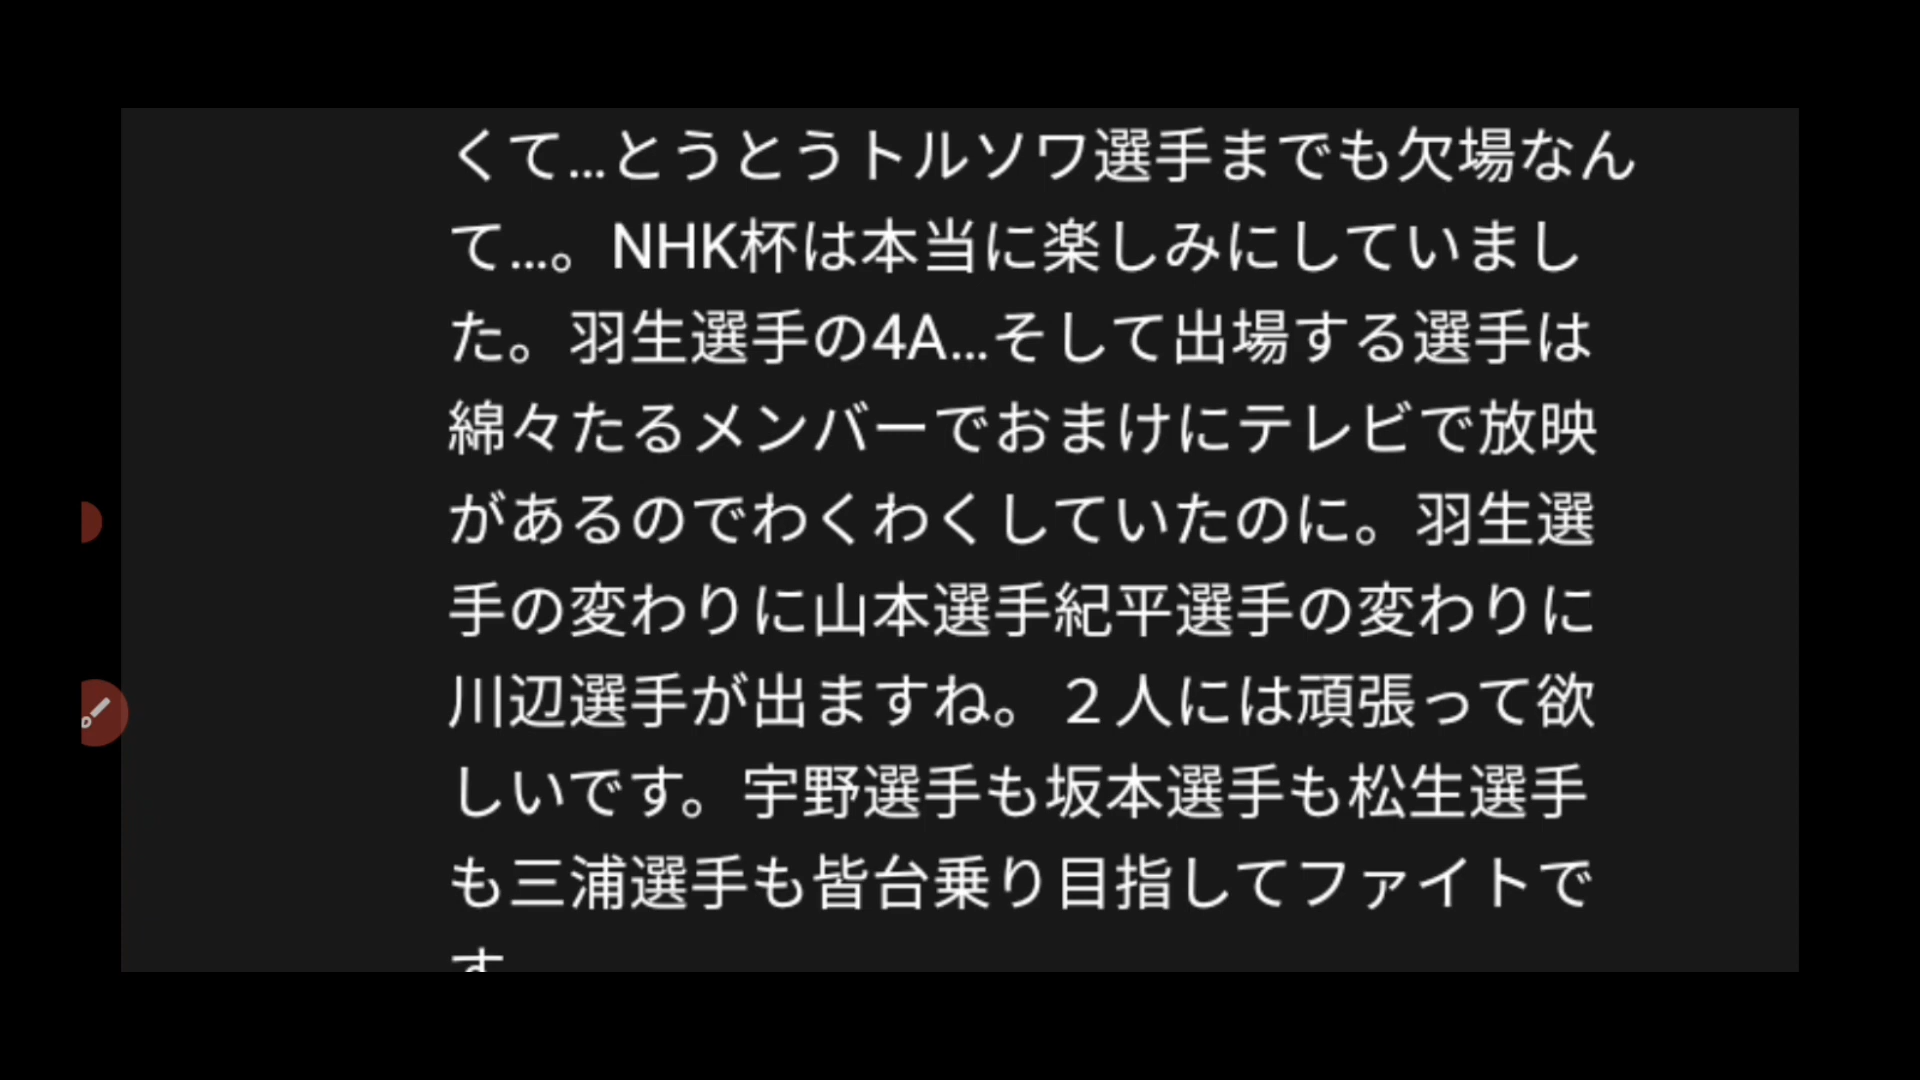 くて…とうとうトルソワ選手までも欠場なん
て…。NHK杯は本当に楽しみにしていまし
た。羽生選手の4A…そして出場する選手は
綿々たるメンバーでおまけにテレビで放映
があるのでわくわくしていたのに。羽生選
手の変わりに山本選手紀平選手の変わりに
川辺選手が出ますね。２人には頑張って欲
しいです。宇野選手も坂本選手も松生選手
も三浦選手も皆台乗り目指してファイトで
す